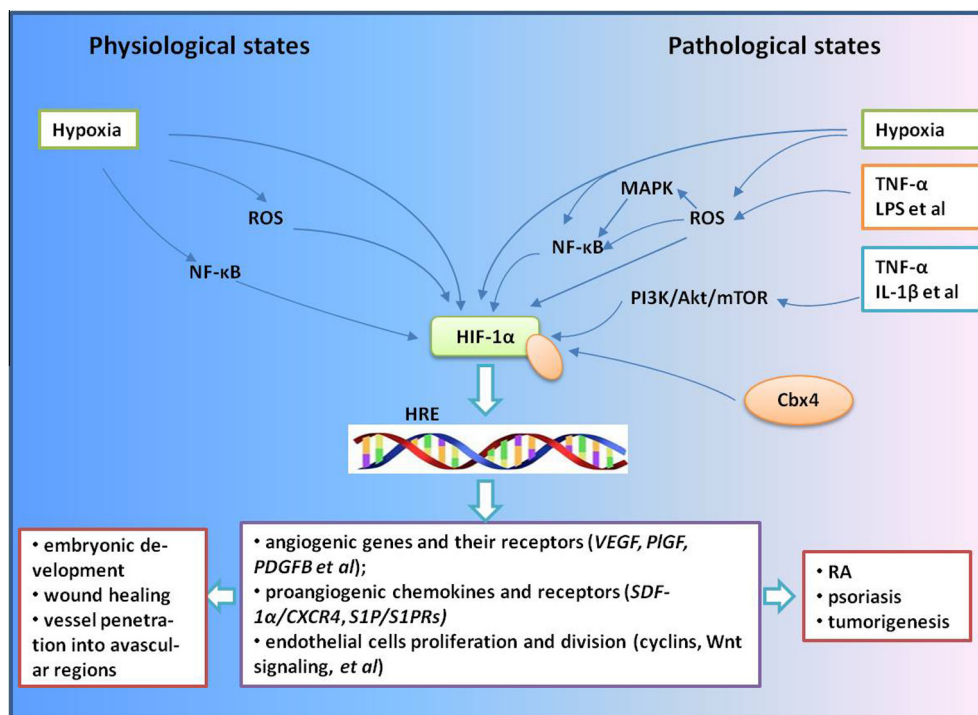 Physiological states
Pathological states
Hypoxia
Hypoxia
MAPK
TNF-α
LPS et al
ROS
ROS
NF-κB
NF-κB
TNF-α
IL-1β et al
PI3K/Akt/mTOR
HIF-1α
Cbx4
HRE
• embryonic de-
velopment
• wound healing
• vessel penetra-
tion into avascul-
ar regions
• angiogenic genes and their receptors (VEGF, PlGF,
PDGFB et al);
• proangiogenic chemokines and receptors (SDF-
1α/CXCR4, S1P/S1PRs)
• endothelial cells proliferation and division (cyclins, Wnt
signaling, et al)
• RA
• psoriasis
• tumorigenesis